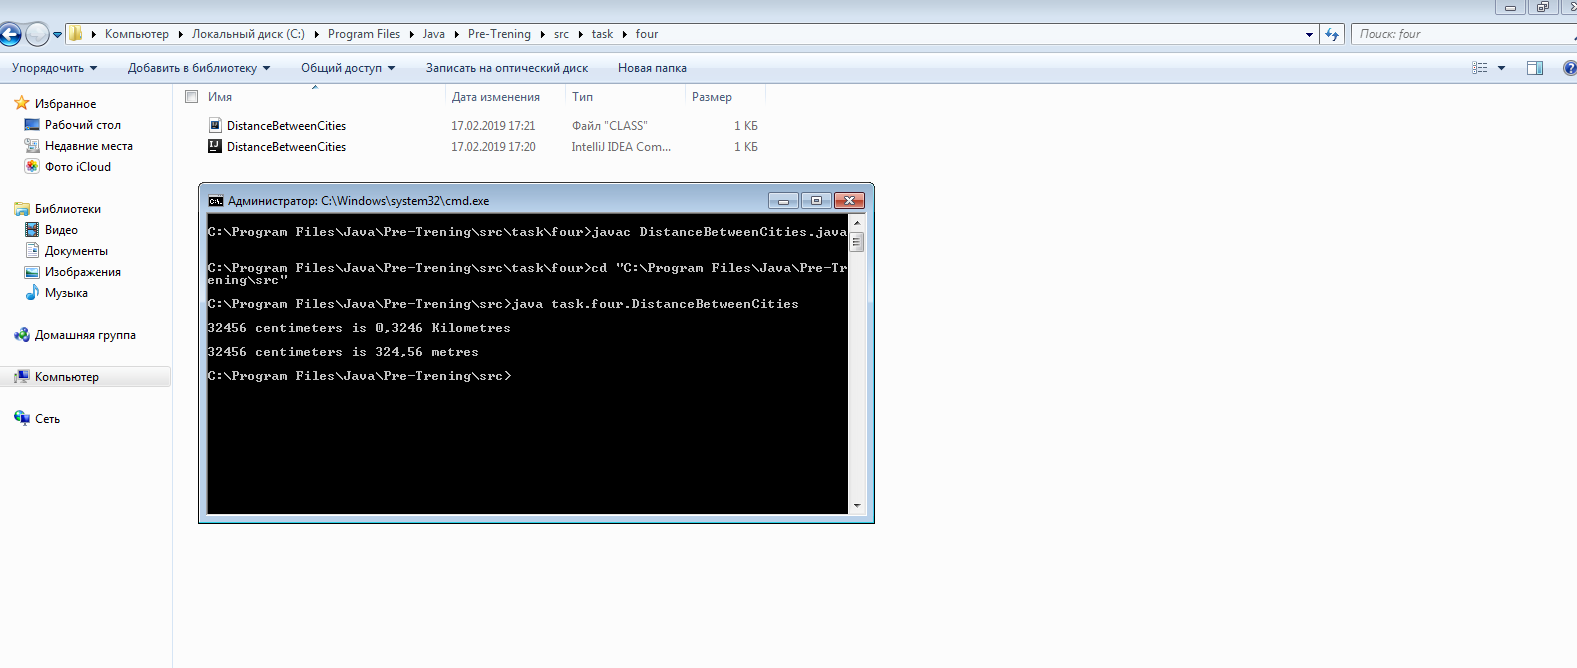 Компьютер Локальный диск (C:) Program Files Java Pre-Trening src task four
Поиск: four
Упорядочить Добавить в библиотеку Общий доступ Записать на оптический диск Новая папка
Избранное
Рабочий стол
Недавние места
Фото iCloud
Библиотеки
Видео
Документы
Изображения
Музыка
Домашняя группа
Компьютер
Сеть
Имя Дата изменения Тип Размер
DistanceBetweenCities 17.02.2019 17:21 Файл "CLASS" 1 КБ
DistanceBetweenCities 17.02.2019 17:20 IntelliJ IDEA Com... 1 КБ
Администратор: C:\Windows\system32\cmd.exe
C:\Program Files\Java\Pre-Trening\src\task\four>javac DistanceBetweenCities.java
C:\Program Files\Java\Pre-Trening\src\task\four>cd "C:\Program Files\Java\Pre-Tr
ening\src"
C:\Program Files\Java\Pre-Trening\src>java task.four.DistanceBetweenCities
32456 centimeters is 0,3246 Kilometres
32456 centimeters is 324,56 metres
C:\Program Files\Java\Pre-Trening\src>